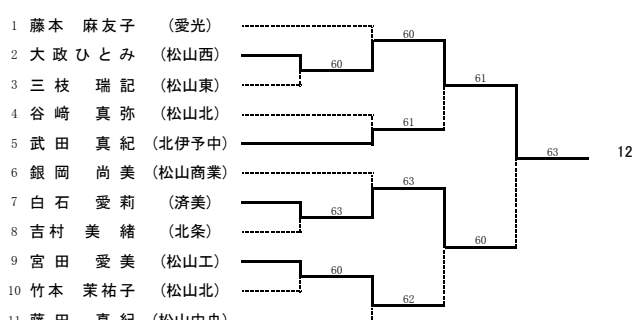 1 藤本 麻友子 （愛光）
60
2 大政ひとみ （松山西）
60
3 三枝 瑞記 （松山東）
61
4 谷﨑 真弥 （松山北）
61
5 武田 真紀 （北伊予中）
63
12
6 銀岡 尚美 （松山商業）
63
7 白石 愛莉 （済美）
63
8 吉村 美緒 （北条）
60
9 宮田 愛美 （松山工）
60
10 竹本 茉祐子 （松山北）
62